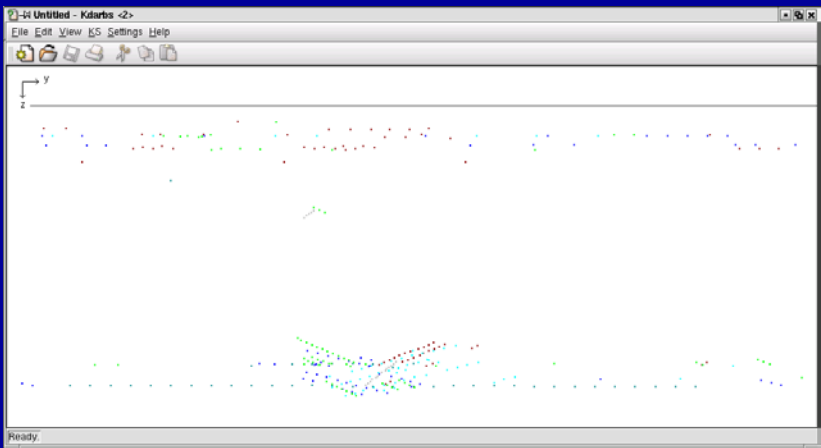 Untitled - Kdarbs <2>
File Edit View KS Settings Help
y
z
Ready.